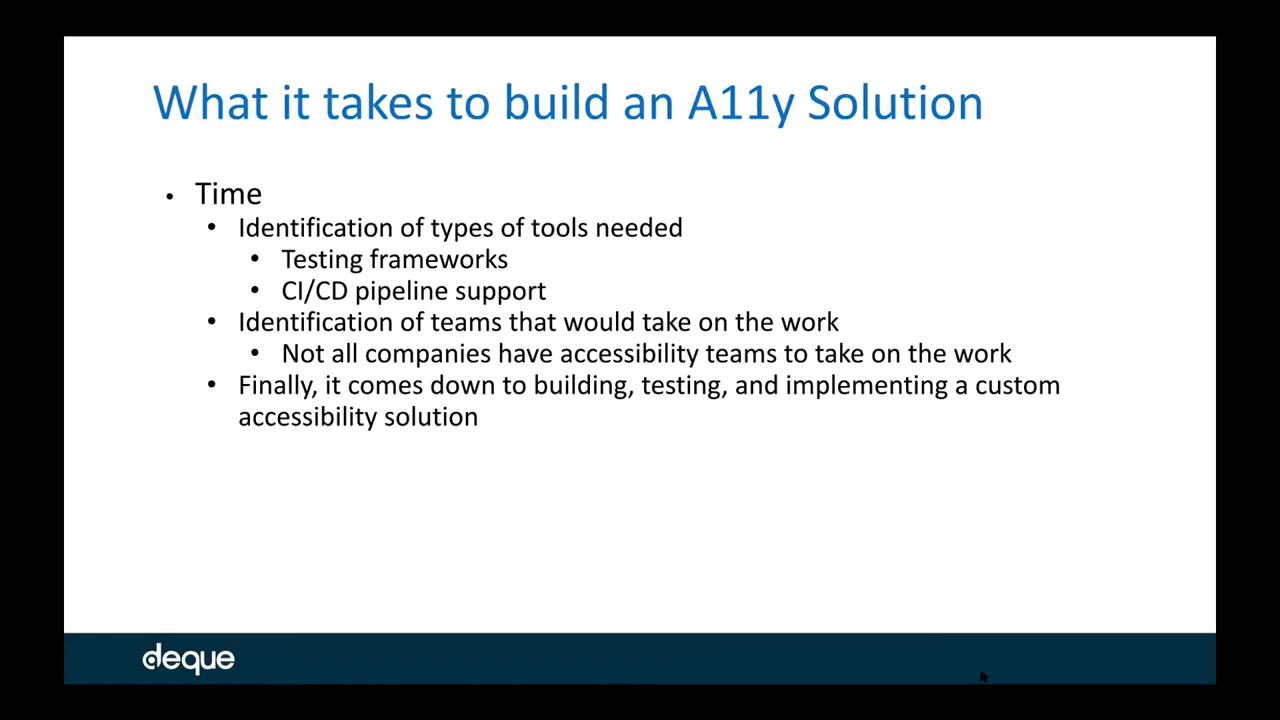 What it takes to build an A11y Solution
• Time
• Identification of types of tools needed
• Testing frameworks
• CI/CD pipeline support
• Identification of teams that would take on the work
• Not all companies have accessibility teams to take on the work
• Finally, it comes down to building, testing, and implementing a custom
accessibility solution
deque